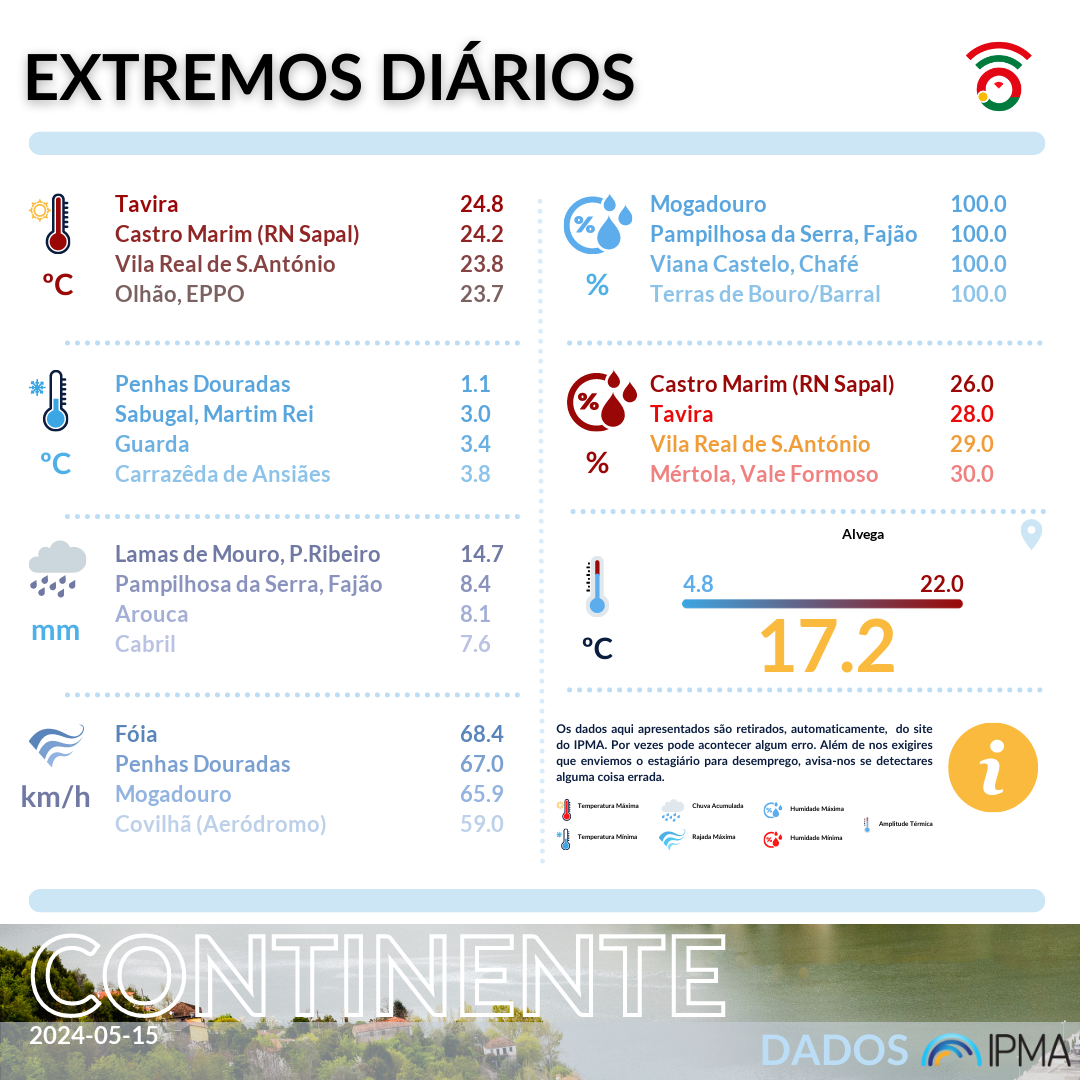 EXTREMOS DIÁRIOS
Tavira 24.8
Castro Marim (RN Sapal) 24.2
Vila Real de S.António 23.8
Olhão, EPPO 23.7
ºC
Penhas Douradas 1.1
Sabugal, Martim Rei 3.0
Guarda 3.4
Carrazêda de Ansiães 3.8
ºC
Lamas de Mouro, P.Ribeiro 14.7
Pampilhosa da Serra, Fajão 8.4
Arouca 8.1
Cabril 7.6
mm
Fóia 68.4
Penhas Douradas 67.0
Mogadouro 65.9
Covilhã (Aeródromo) 59.0
km/h
%
Mogadouro 100.0
Pampilhosa da Serra, Fajão 100.0
Viana Castelo, Chafé 100.0
Terras de Bouro/Barral 100.0
%
%
Castro Marim (RN Sapal) 26.0
Tavira 28.0
Vila Real de S.António 29.0
Mértola, Vale Formoso 30.0
%
Alvega
4.8 22.0
17.2
ºC
Os dados aqui apresentados são retirados, automaticamente, do site
do IPMA. Por vezes pode acontecer algum erro. Além de nos exigires
que enviemos o estagiário para desemprego, avisa-nos se detectares
alguma coisa errada.
i
Temperatura Máxima Chuva Acumulada Humidade Máxima
Amplitude Térmica
Temperatura Mínima Rajada Máxima Humidade Mínima
CONTINENTE
2024-05-15
DADOS IPMA